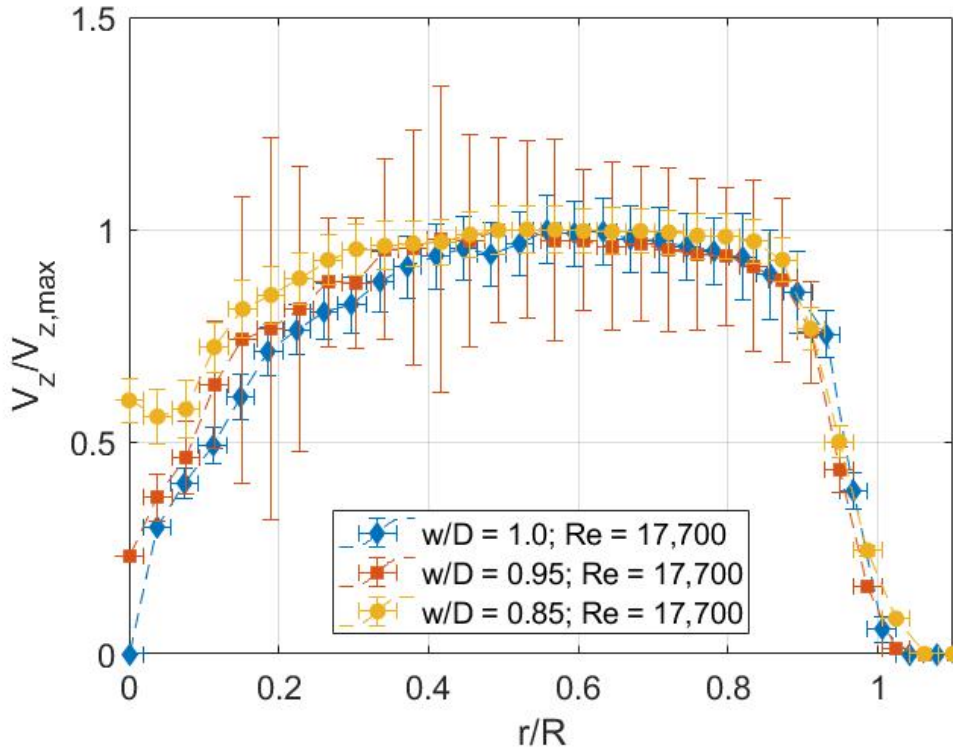 1.5
1
0.5
0
V_z/V_z,max
w/D = 1.0; Re = 17,700
w/D = 0.95; Re = 17,700
w/D = 0.85; Re = 17,700
0 0.2 0.4 0.6 0.8 1
r/R